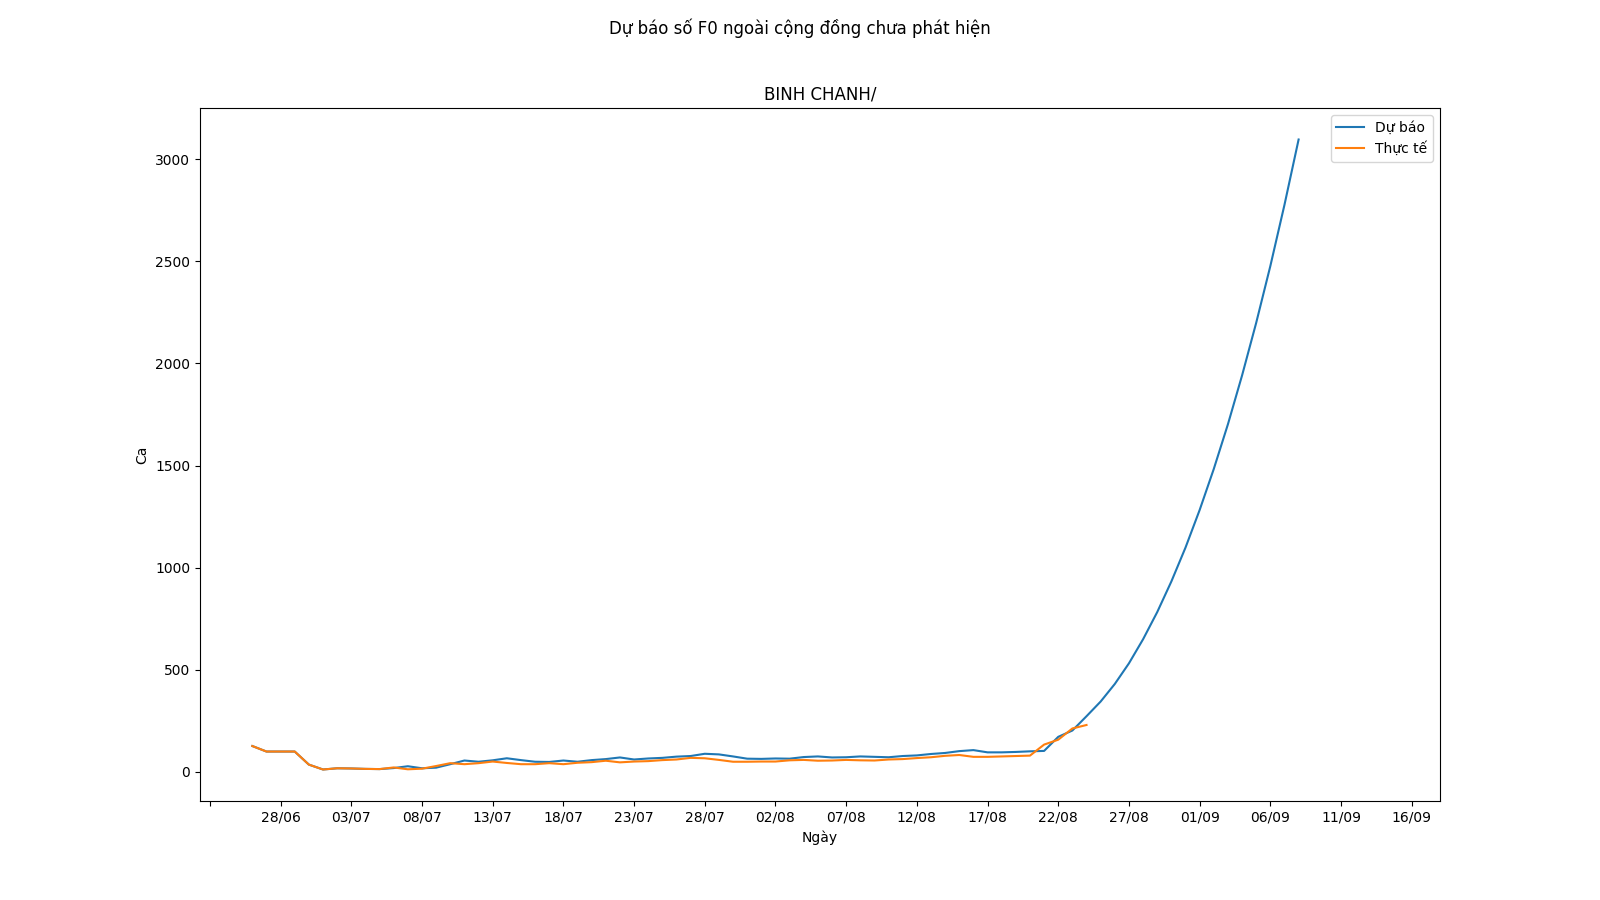 Dự báo số F0 ngoài cộng đồng chưa phát hiện
BINH CHANH/
Dự báo
Thực tế
3000
2500
2000
1500
1000
500
0
Ca
28/06 03/07 08/07 13/07 18/07 23/07 28/07 02/08 07/08 12/08 17/08 22/08 27/08 01/09 06/09 11/09 16/09
Ngày